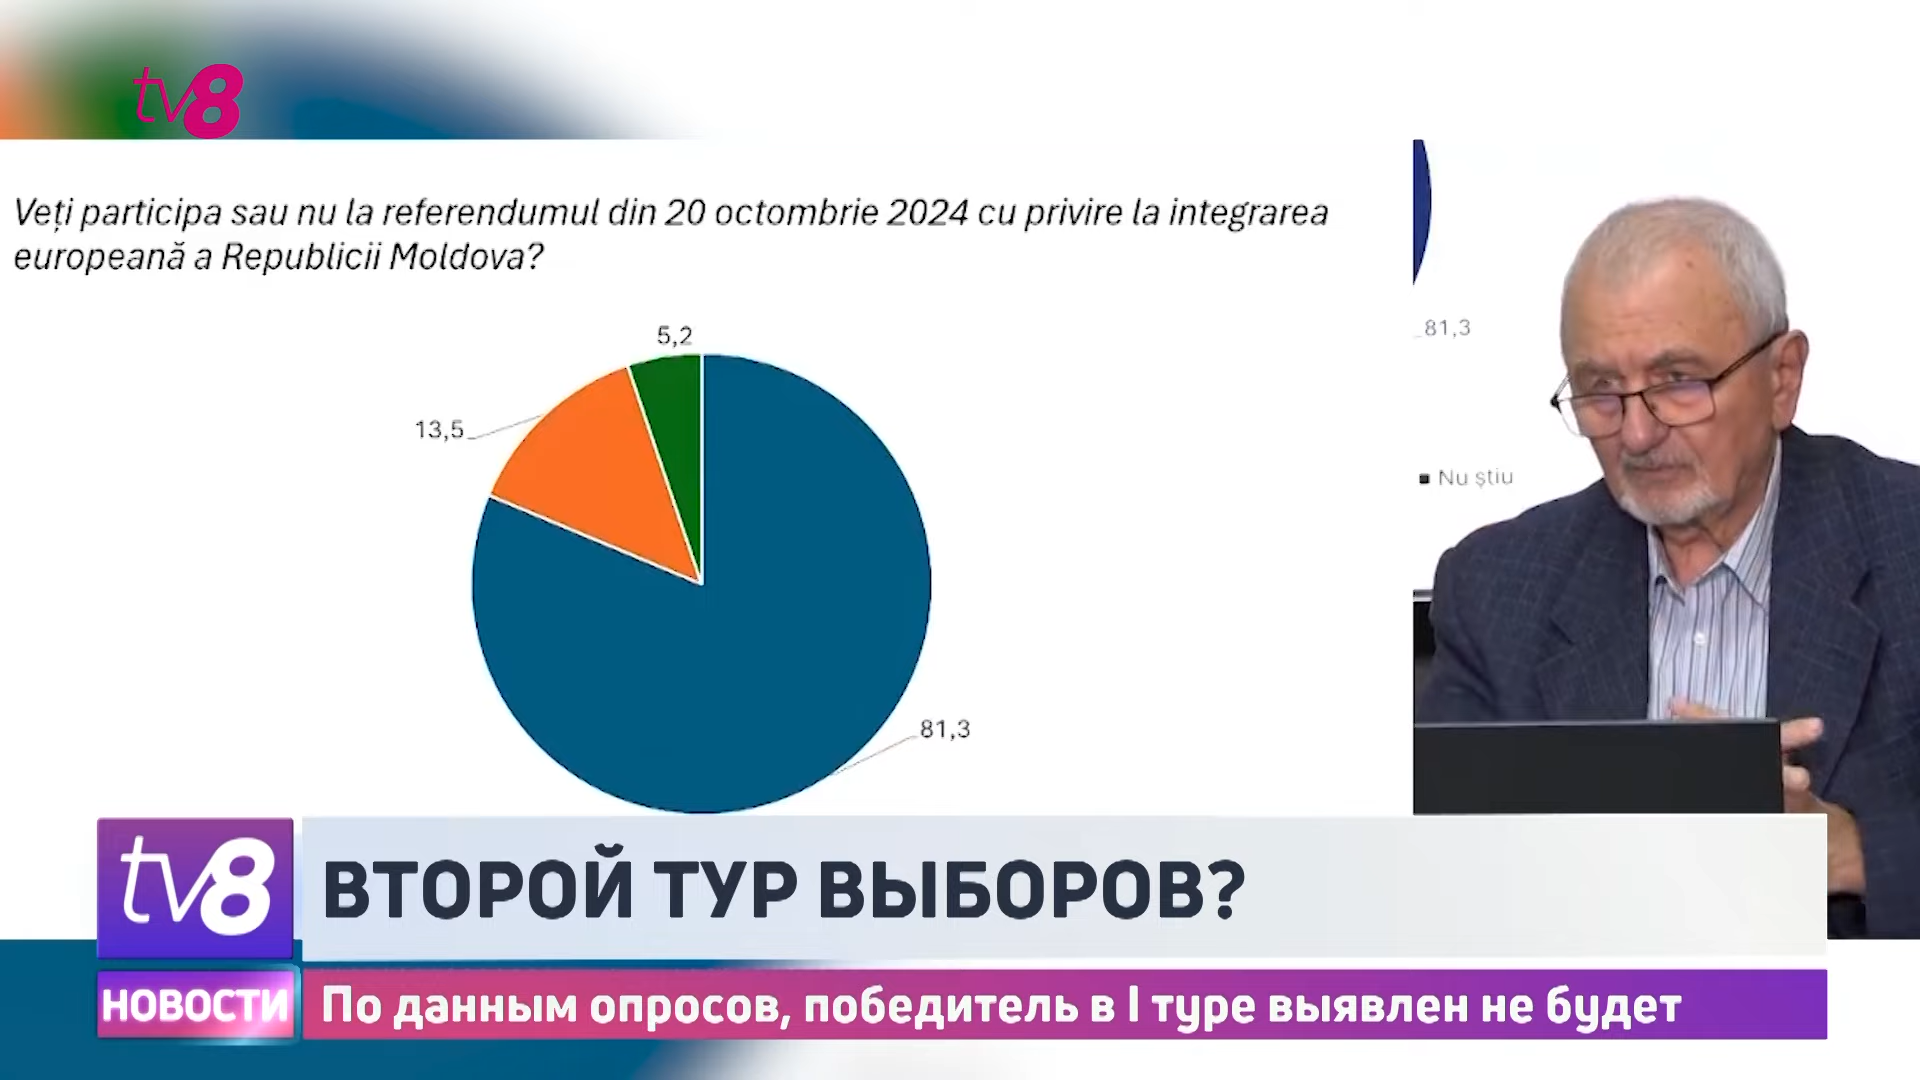 tv8
Veți participa sau nu la referendumul din 20 octombrie 2024 cu privire la integrarea
europeană a Republicii Moldova?
5,2
13,5
81,3
81,3
Nu știu
tv8
ВТОРОЙ ТУР ВЫБОРОВ?
НОВОСТИ
По данным опросов, победитель в I туре выявлен не будет